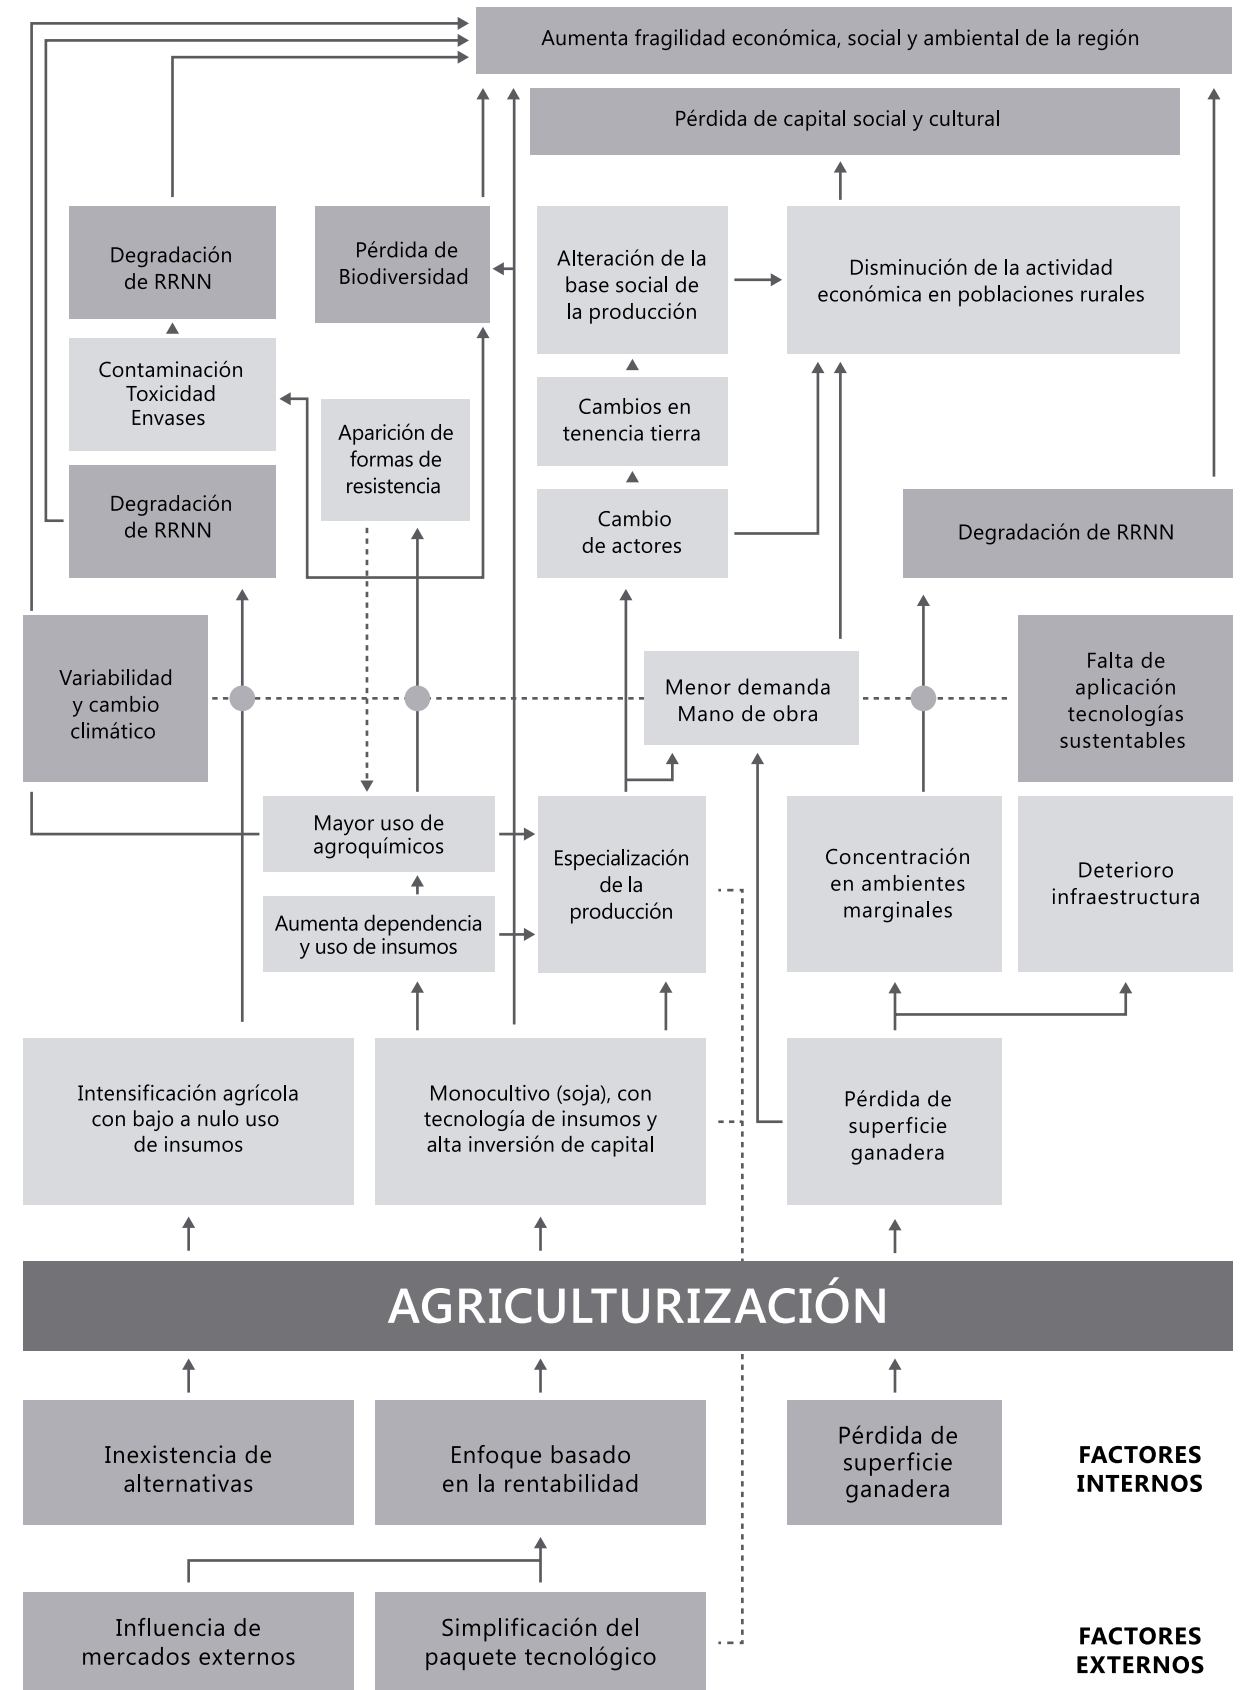 Aumenta fragilidad económica, social y ambiental de la región
Pérdida de capital social y cultural
Degradación
de RRNN
Pérdida de
Biodiversidad
Alteración de la
base social de
la producción
Disminución de la actividad
económica en poblaciones rurales
Contaminación
Toxicidad
Envases
Aparición de
formas de
resistencia
Cambios en
tenencia tierra
Degradación
de RRNN
Cambio
de actores
Degradación de RRNN
Variabilidad
y cambio
climático
Menor demanda
Mano de obra
Falta de
aplicación
tecnologías
sustentables
Mayor uso de
agroquímicos
Especialización
de la
producción
Concentración
en ambientes
marginales
Deterioro
infraestructura
Aumenta dependencia
y uso de insumos
Intensificación agrícola
con bajo a nulo uso
de insumos
Monocultivo (soja), con
tecnología de insumos y
alta inversión de capital
Pérdida de
superficie
ganadera
AGRICULTURIZACIÓN
Inexistencia de
alternativas
Enfoque basado
en la rentabilidad
Pérdida de
superficie
ganadera
FACTORES
INTERNOS
Influencia de
mercados externos
Simplificación del
paquete tecnológico
FACTORES
EXTERNOS